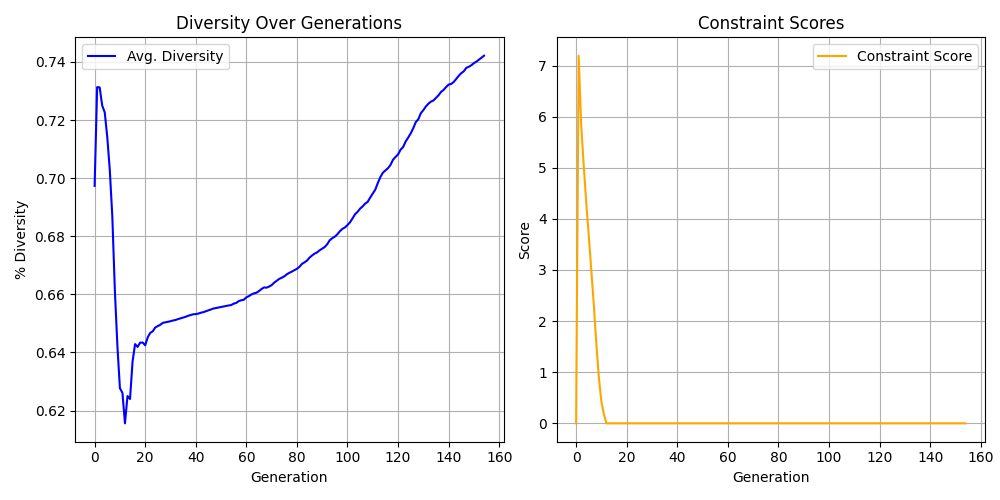 Diversity Over Generations
Avg. Diversity
0.74
0.72
0.70
0.68
0.66
0.64
0.62
% Diversity
0 20 40 60 80 100 120 140 160
Generation
Constraint Scores
Constraint Score
7
6
5
4
3
2
1
0
Score
0 20 40 60 80 100 120 140 160
Generation